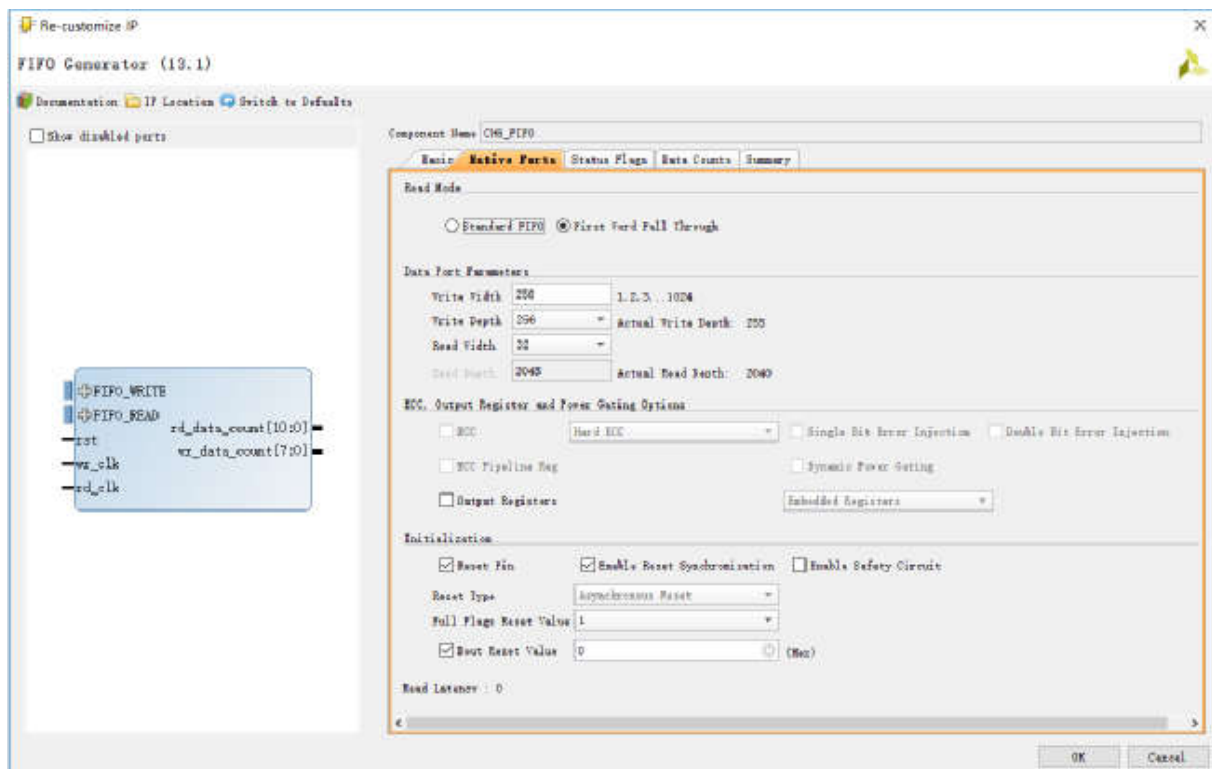 Re-customize IP
FIFO Generator (13.1)
Documentation IP Location Switch to Defaults
Show disabled ports
Component Name CH6_FIFO
Basic Native Ports Status Flags Data Counts Summary
Read Mode
Standard FIFO First Word Fall Through
Data Port Parameters
Write Width 256 1,2,3...1024
Write Depth 256 Actual Write Depth: 255
Read Width 32
Read Depth 2048 Actual Read Depth: 2040
FIFO_WRITE
FIFO_READ
rst
wr_clk
rd_clk
rd_data_count[10:0]
wr_data_count[7:0]
ECC, Output Register and Power Gating Options
ECC Hard ECC Single Bit Error Injection Double Bit Error Injection
ECC Pipeline Reg Dynamic Power Gating
Output Registers Embedded Registers
Initialization
Reset Pin Enable Reset Synchronization Enable Safety Circuit
Reset Type Asynchronous Reset
Full Flags Reset Value 1
Dout Reset Value 0 (Hex)
Read Latency : 0
OK Cancel